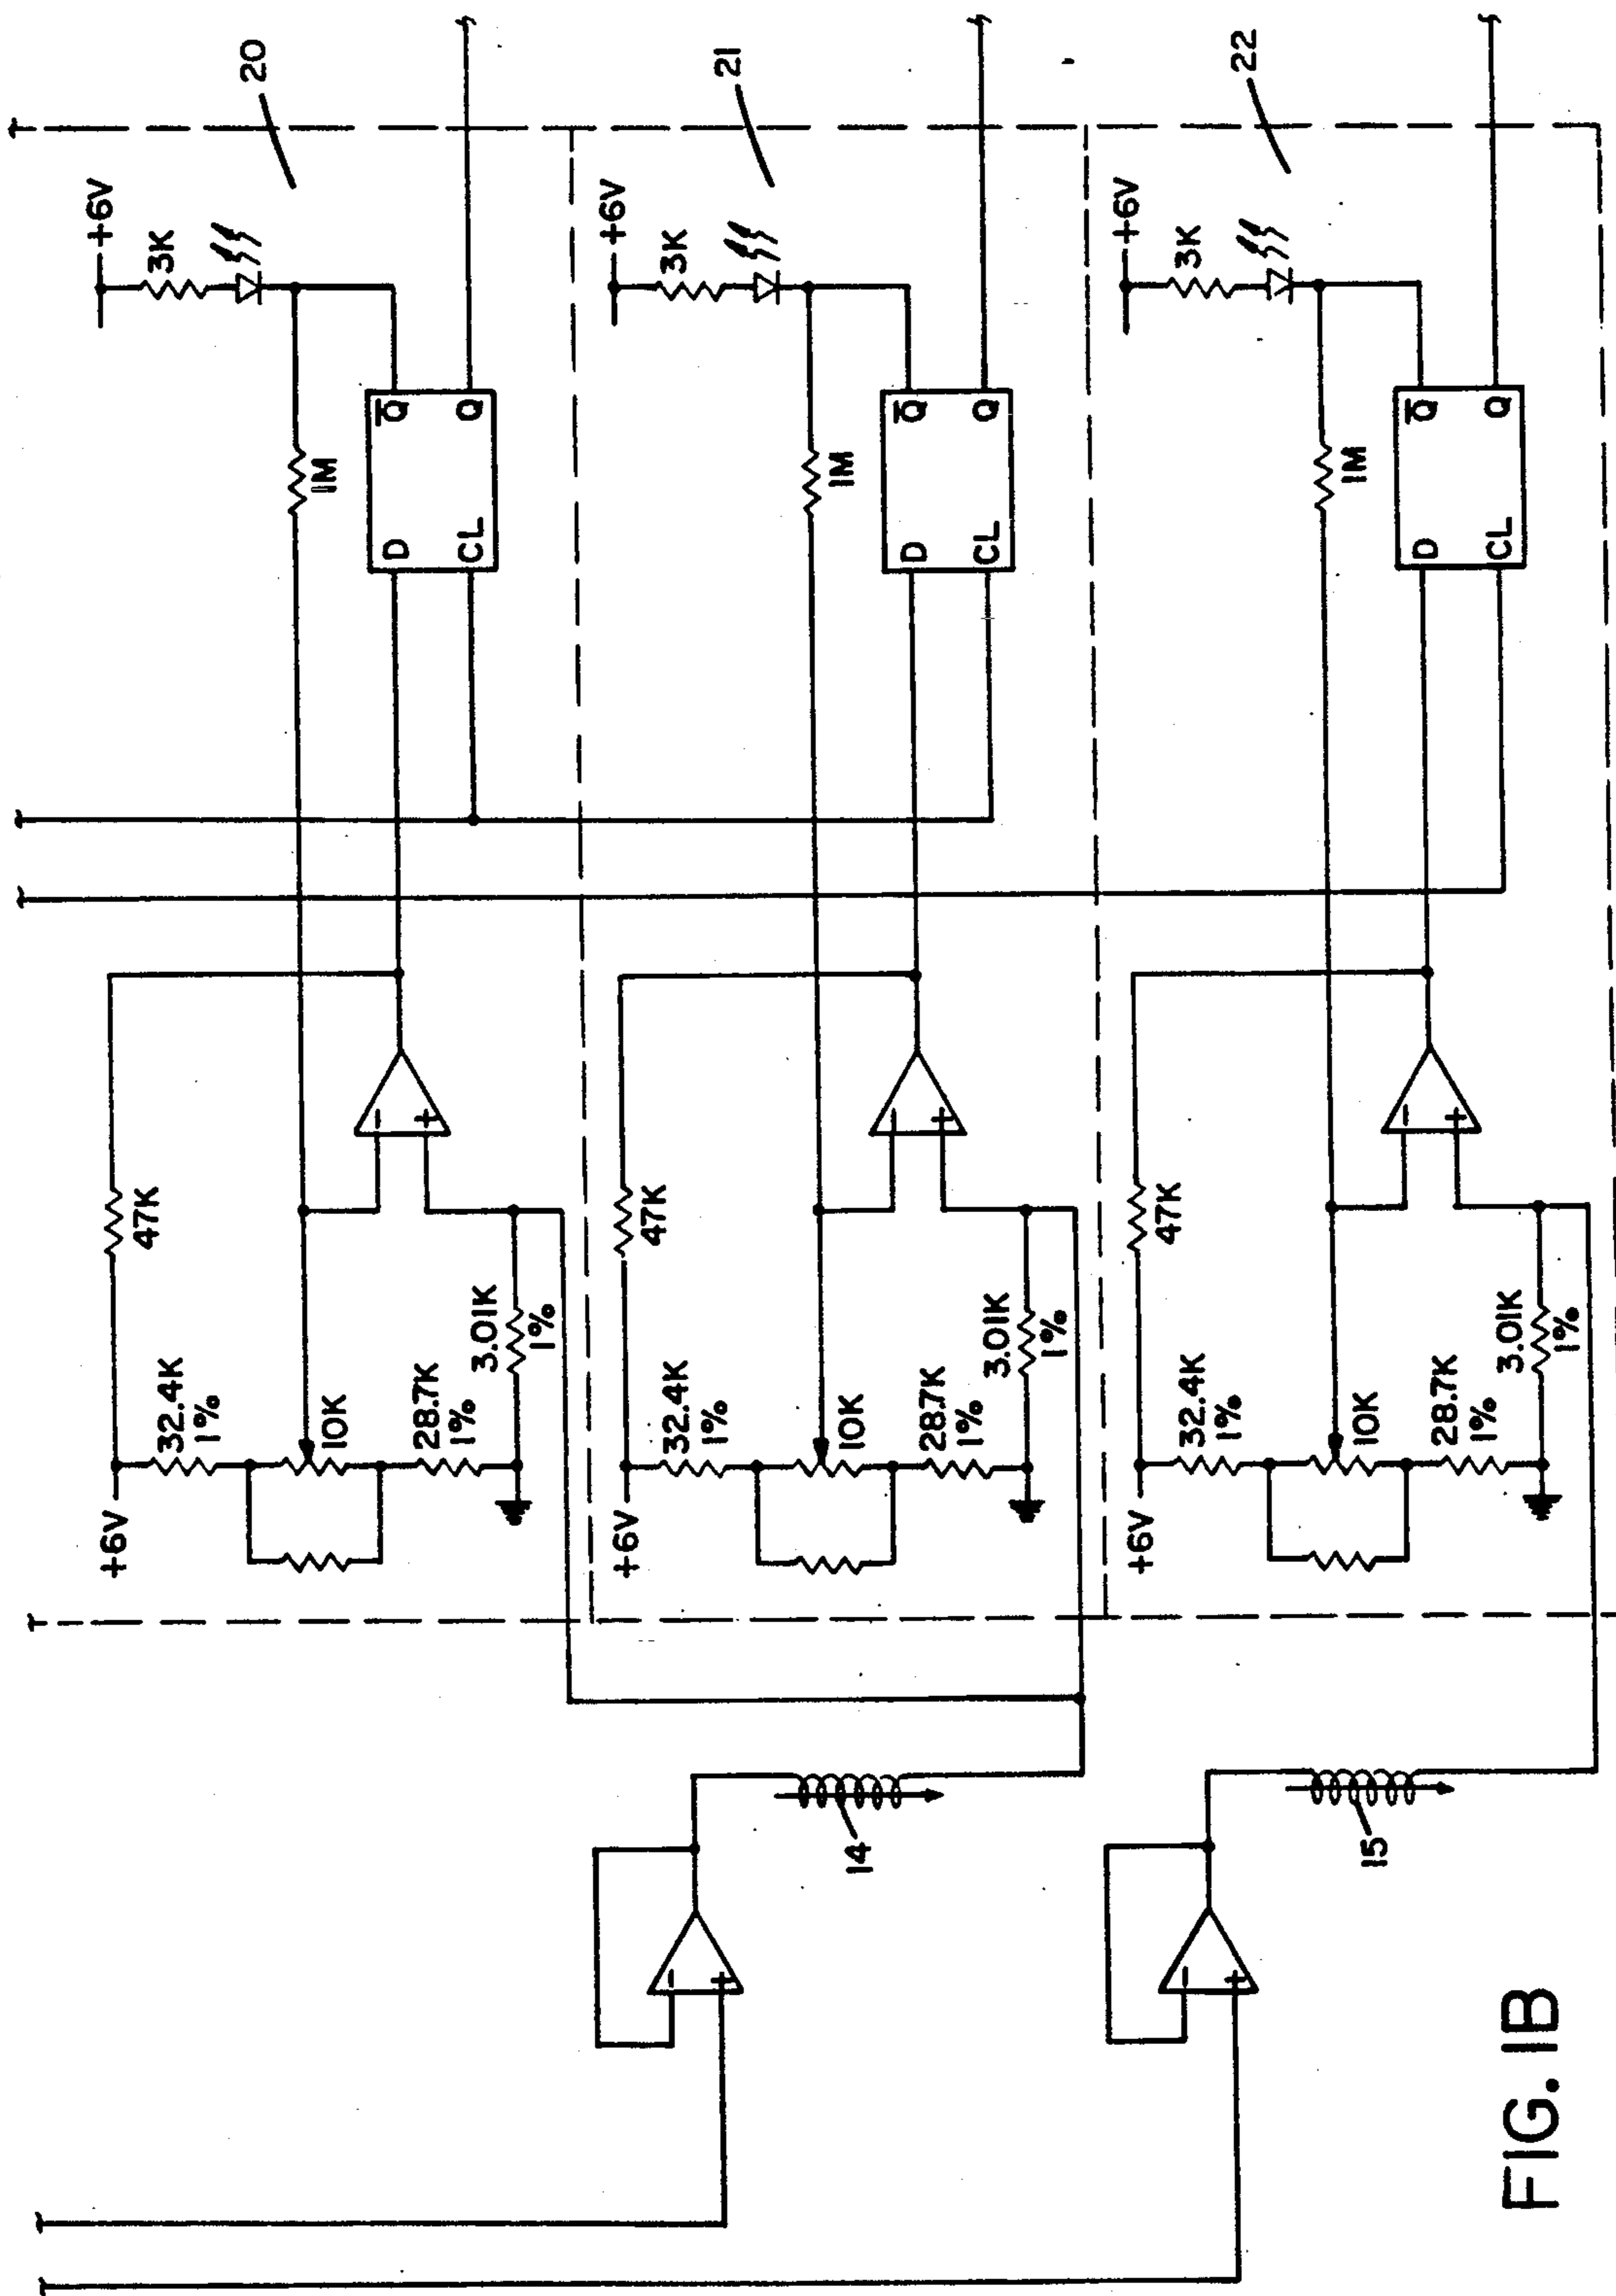 20
+6V
3K
1M
D
Q̅
CL
Q
+6V
47K
32.4K
1%
10K
28.7K
1%
3.01K
1%
-
+
21
+6V
3K
1M
D
Q̅
CL
Q
+6V
47K
32.4K
1%
10K
28.7K
1%
3.01K
1%
-
+
-
+
14
22
+6V
3K
1M
D
Q̅
CL
Q
+6V
47K
32.4K
1%
10K
28.7K
1%
3.01K
1%
-
+
-
+
15
FIG. 1B